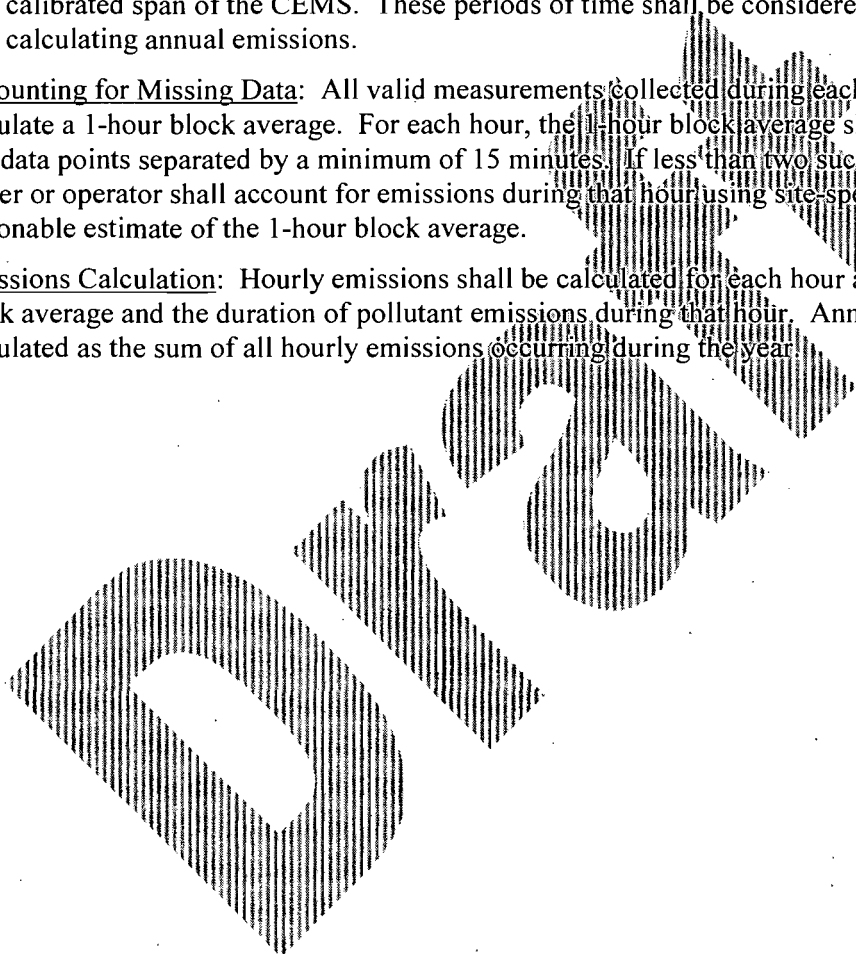 calibrated span of the CEMS. These periods of time shall be considere
calculating annual emissions.
ounting for Missing Data: All valid measurements collected during each
ulate a 1-hour block average. For each hour, the 1-hour block average s
data points separated by a minimum of 15 minutes. If less than two suc
er or operator shall account for emissions during that hour using site-spe
onable estimate of the 1-hour block average.
ssions Calculation: Hourly emissions shall be calculated for each hour a
k average and the duration of pollutant emissions during that hour. Ann
ulated as the sum of all hourly emissions occurring during the year.
Draft